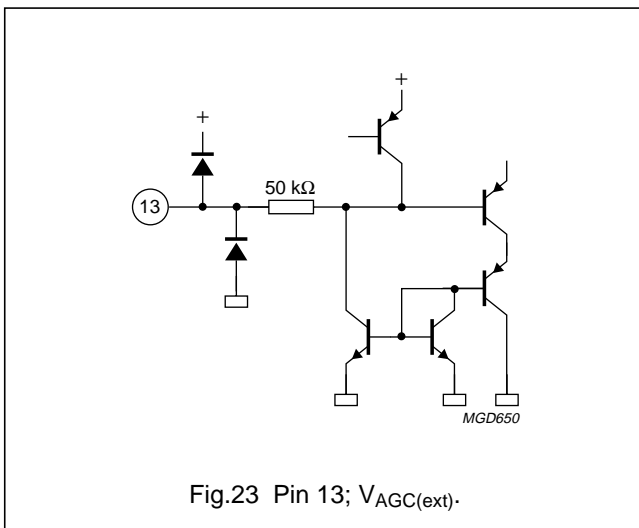 +
+
13
50 kΩ
MGD650
Fig.23 Pin 13; VAGC(ext).